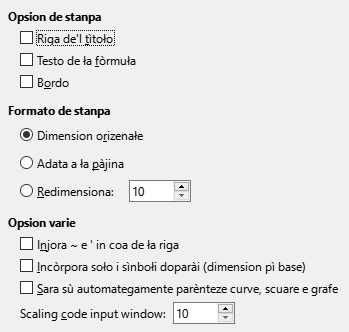 Opsion de stanpa
Riga de'l tìtoło
Testo de ła fòrmuła
Bordo
Formato de stanpa
Dimension orizenałe
Adata a ła pàjina
Redimensiona: 10
Opsion varie
Injora ~ e ' in coa de ła riga
Incòrpora soło i sìnbołi doparài (dimension pì base)
Sara sù automategamente parènteze curve, scuare e grafe
Scaling code input window: 10